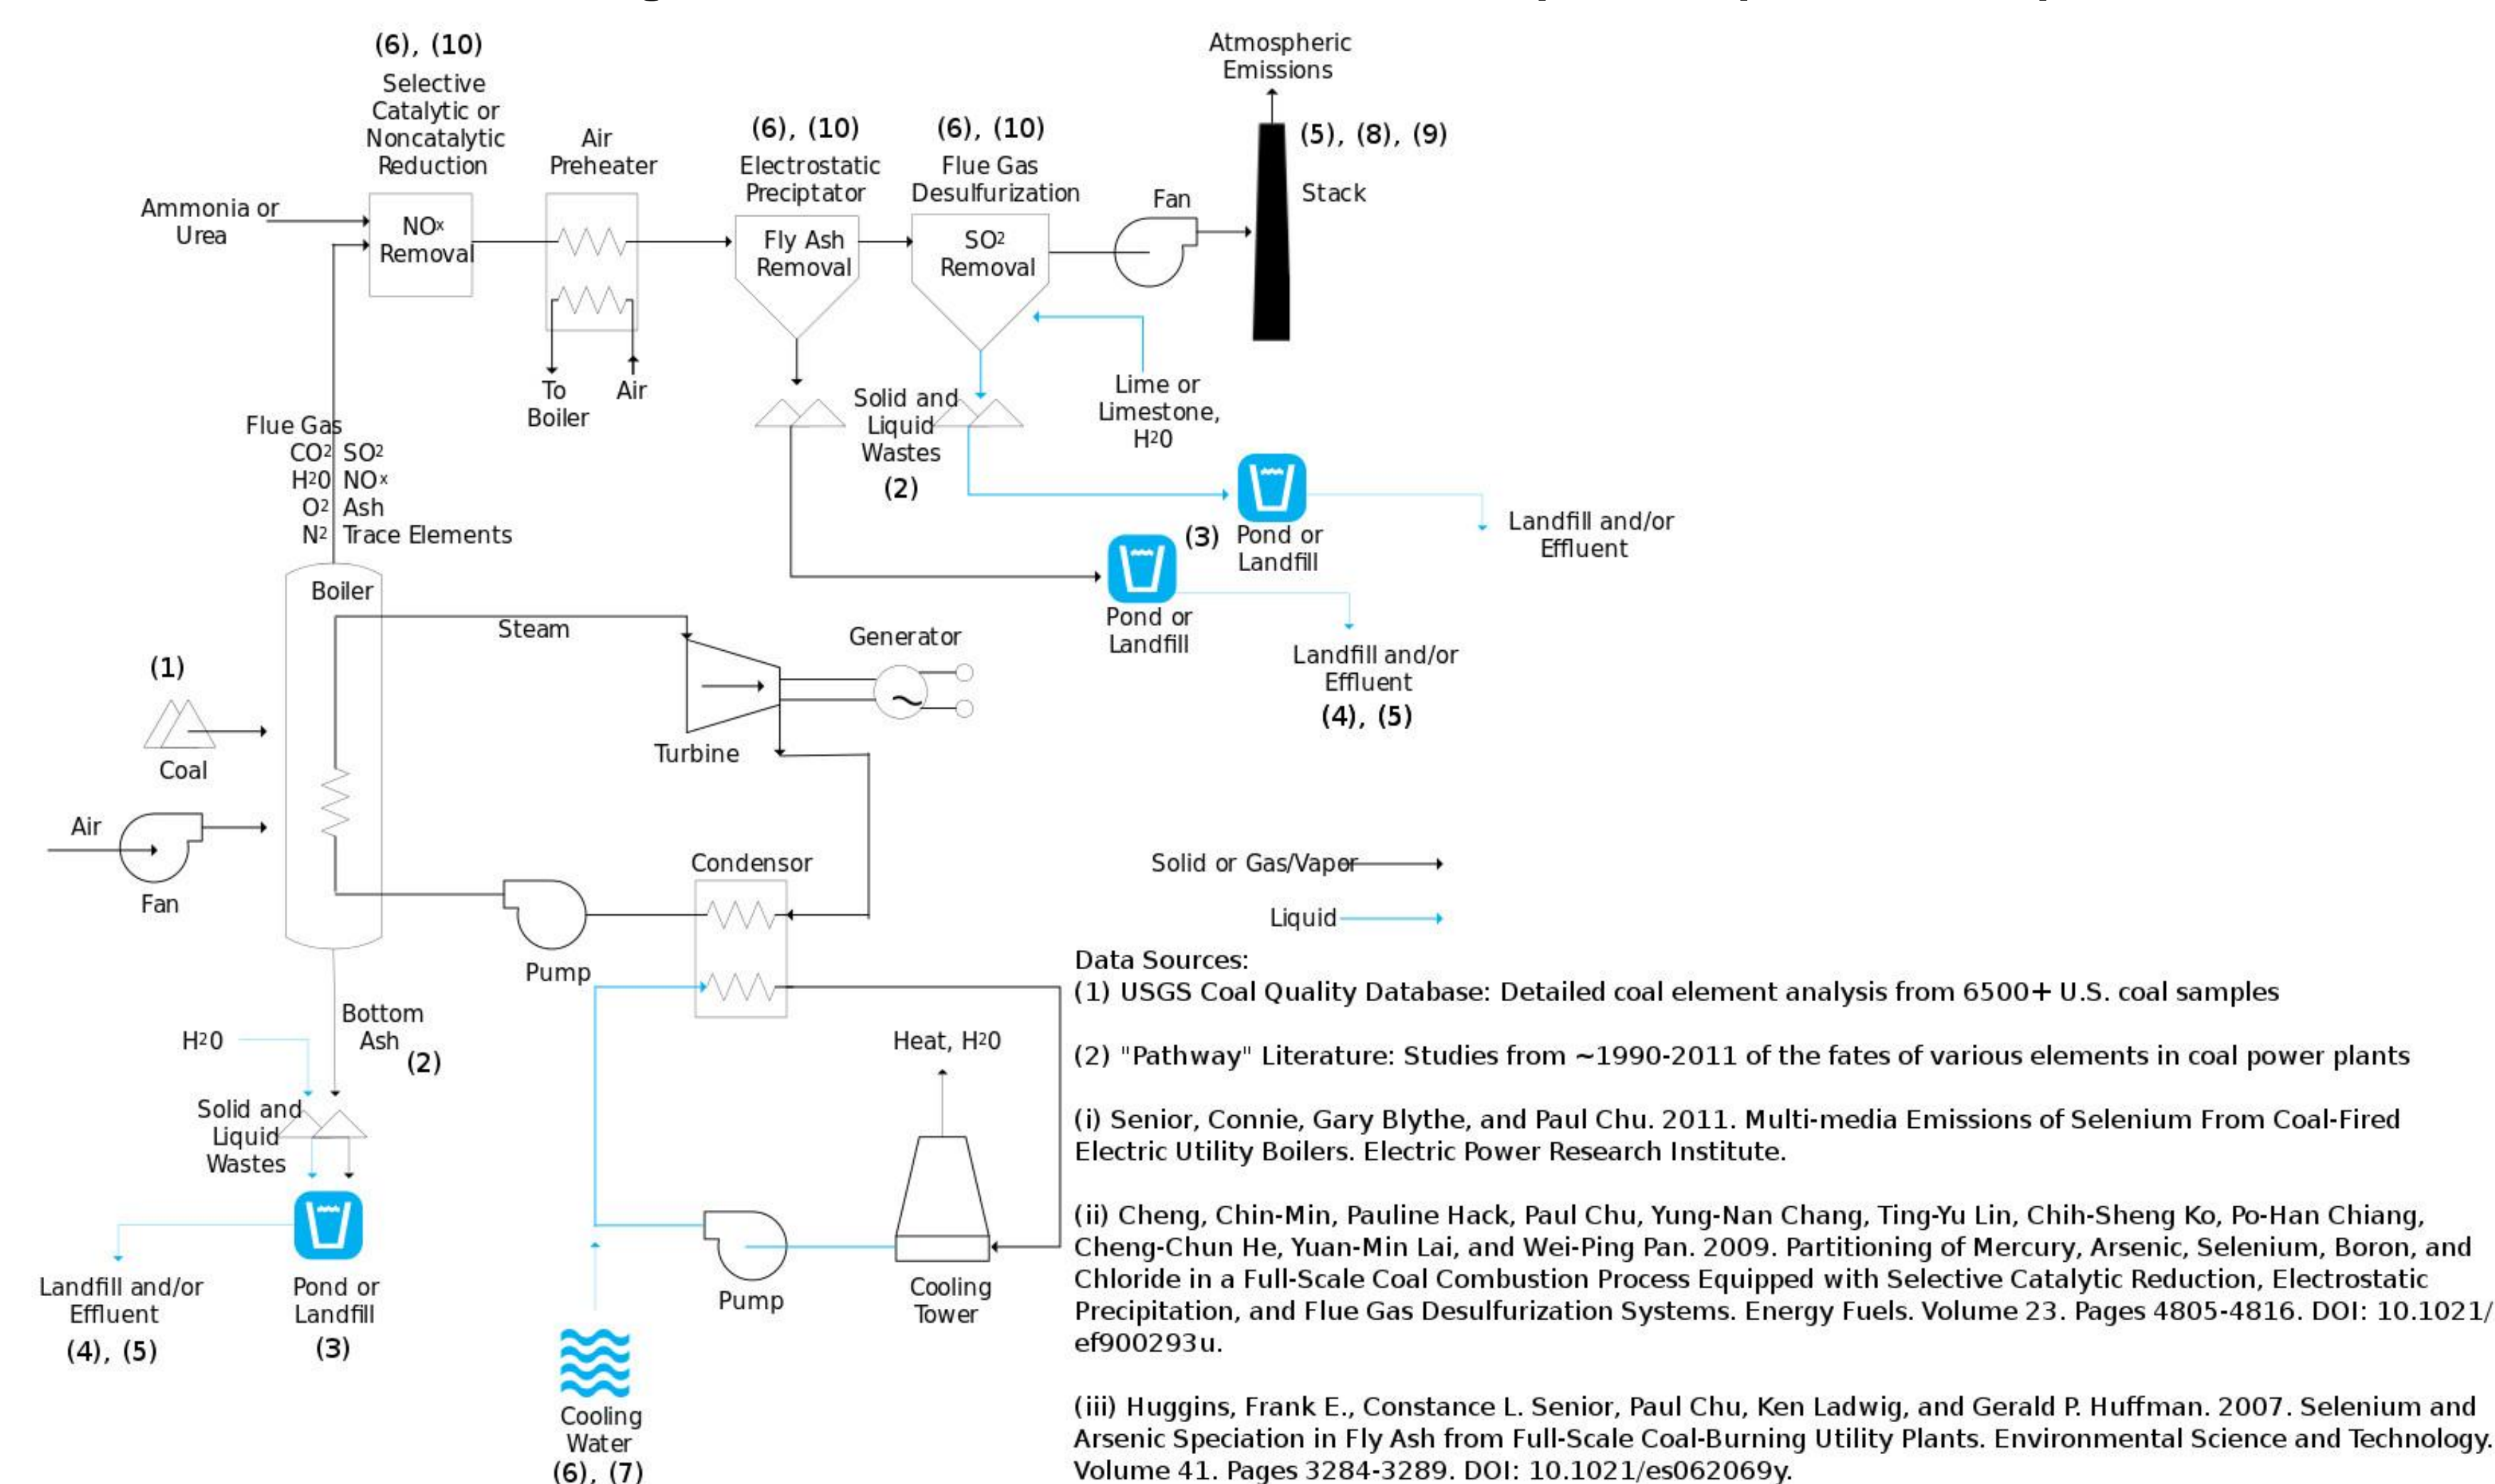 (6), (10)
Selective
Catalytic or
Noncatalytic
Reduction
Ammonia or
Urea
NOx
Removal
Air
Preheater
To
Boiler
Air
(6), (10)
Electrostatic
Preciptator
Fly Ash
Removal
(6), (10)
Flue Gas
Desulfurization
SO2
Removal
Fan
Atmospheric
Emissions
(5), (8), (9)
Stack
Solid and
Liquid
Wastes
(2)
Lime or
Limestone,
H20
Flue Gas
CO2 SO2
H20 NOx
O2 Ash
N2 Trace Elements
(3)
Pond or
Landfill
Landfill and/or
Effluent
Pond or
Landfill
Landfill and/or
Effluent
(4), (5)
Boiler
Steam
Generator
Turbine
(1)
Coal
Air
Fan
Condensor
Pump
Solid or Gas/Vapor
Liquid
Bottom
Ash
(2)
H20
Solid and
Liquid
Wastes
Landfill and/or
Effluent
(4), (5)
Pond or
Landfill
(3)
Heat, H20
Pump
Cooling
Tower
Cooling
Water
(6), (7)
Data Sources:
(1) USGS Coal Quality Database: Detailed coal element analysis from 6500+ U.S. coal samples
(2) "Pathway" Literature: Studies from ~1990-2011 of the fates of various elements in coal power plants
(i) Senior, Connie, Gary Blythe, and Paul Chu. 2011. Multi-media Emissions of Selenium From Coal-Fired
Electric Utility Boilers. Electric Power Research Institute.
(ii) Cheng, Chin-Min, Pauline Hack, Paul Chu, Yung-Nan Chang, Ting-Yu Lin, Chih-Sheng Ko, Po-Han Chiang,
Cheng-Chun He, Yuan-Min Lai, and Wei-Ping Pan. 2009. Partitioning of Mercury, Arsenic, Selenium, Boron, and
Chloride in a Full-Scale Coal Combustion Process Equipped with Selective Catalytic Reduction, Electrostatic
Precipitation, and Flue Gas Desulfurization Systems. Energy Fuels. Volume 23. Pages 4805-4816. DOI: 10.1021/
ef900293u.
(iii) Huggins, Frank E., Constance L. Senior, Paul Chu, Ken Ladwig, and Gerald P. Huffman. 2007. Selenium and
Arsenic Speciation in Fly Ash from Full-Scale Coal-Burning Utility Plants. Environmental Science and Technology.
Volume 41. Pages 3284-3289. DOI: 10.1021/es062069y.